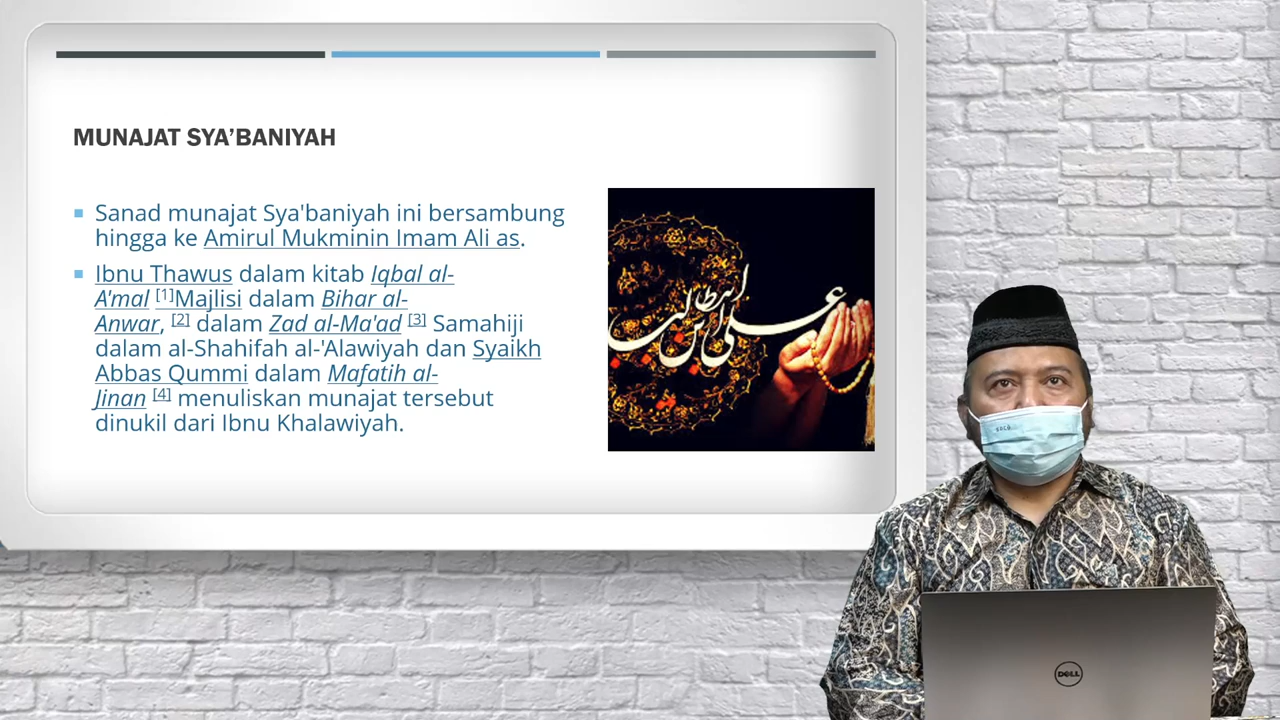 MUNAJAT SYA’BANIYAH
Sanad munajat Sya'baniyah ini bersambung
hingga ke Amirul Mukminin Imam Ali as.
Ibnu Thawus dalam kitab Iqbal al-
A'mal [1]Majlisi dalam Bihar al-
Anwar, [2] dalam Zad al-Ma'ad [3] Samahiji
dalam al-Shahifah al-'Alawiyah dan Syaikh
Abbas Qummi dalam Mafatih al-
Jinan [4] menuliskan munajat tersebut
dinukil dari Ibnu Khalawiyah.
DELL